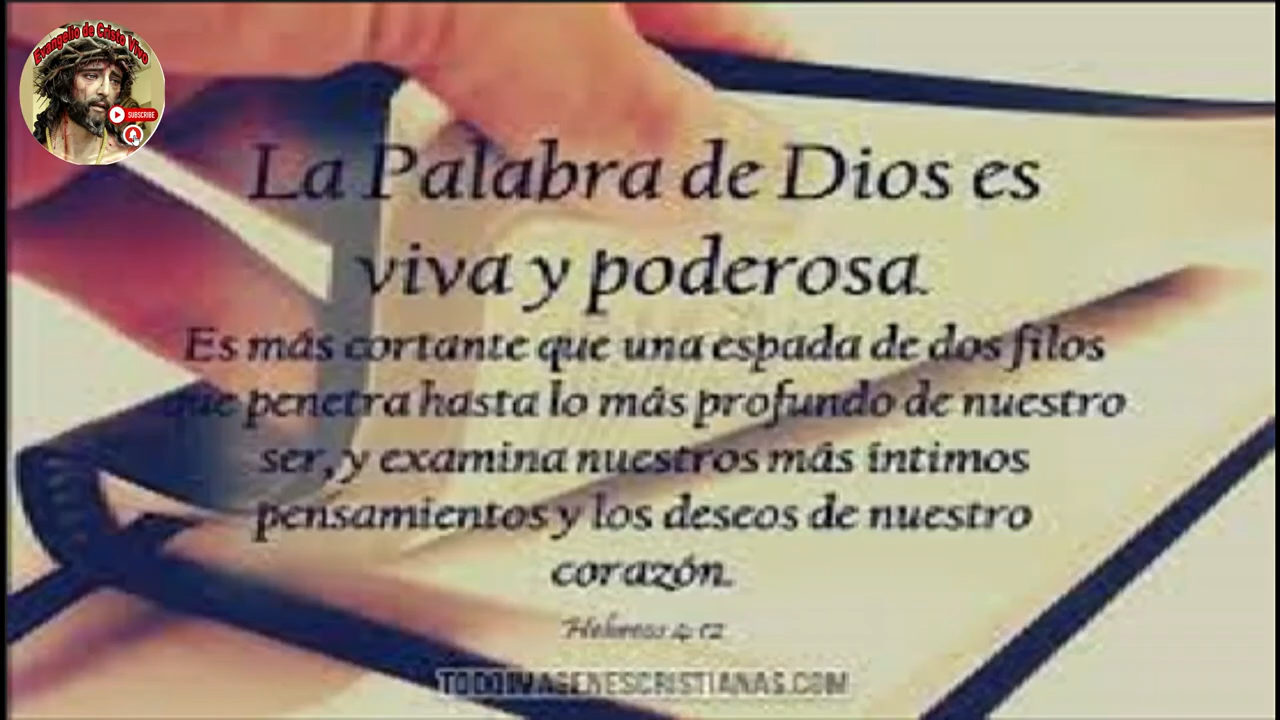 Evangelio de Cristo Vivo
SUBSCRIBE
La Palabra de Dios es
viva y poderosa.
Es más cortante que una espada de dos filos
que penetra hasta lo más profundo de nuestro
ser, y examina nuestros más íntimos
pensamientos y los deseos de nuestro
corazón.
Hebreos 4:12
TODOIMAGENESCRISTIANAS.COM